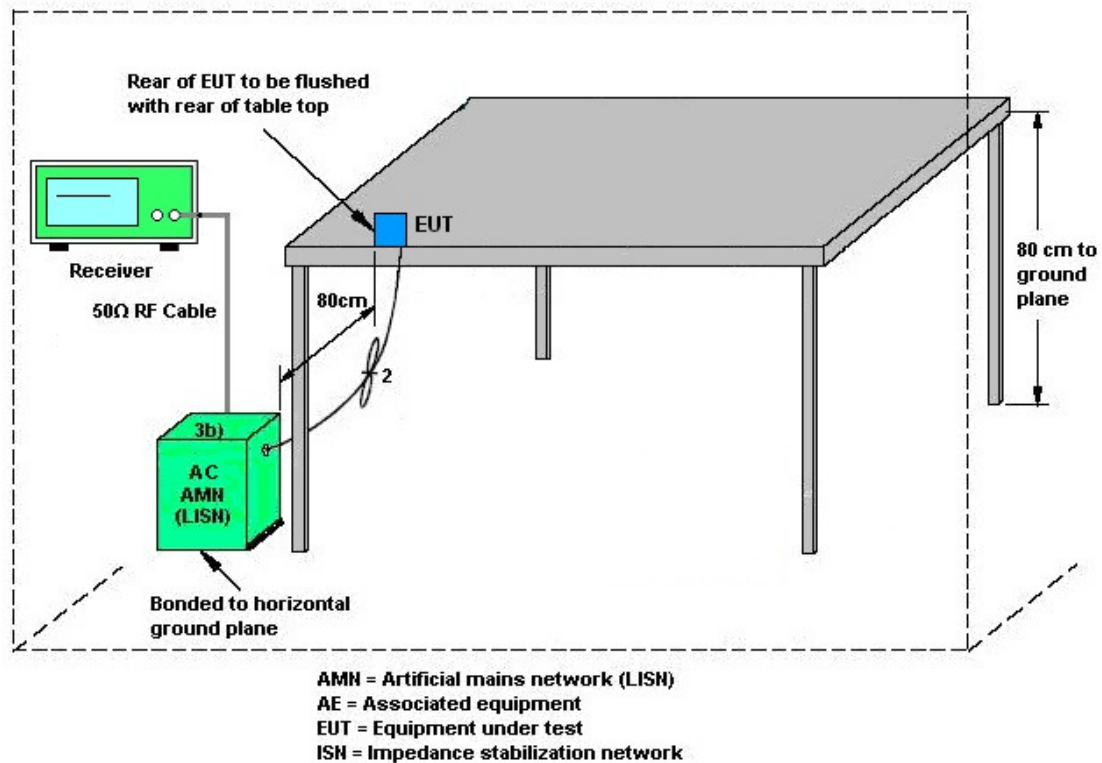 Rear of EUT to be flushed
with rear of table top
EUT
Receiver
80cm
80 cm to
ground
plane
50Ω RF Cable
2
3b)
AC
AMN
(LISN)
Bonded to horizontal
ground plane
AMN = Artificial mains network (LISN)
AE = Associated equipment
EUT = Equipment under test
ISN = Impedance stabilization network